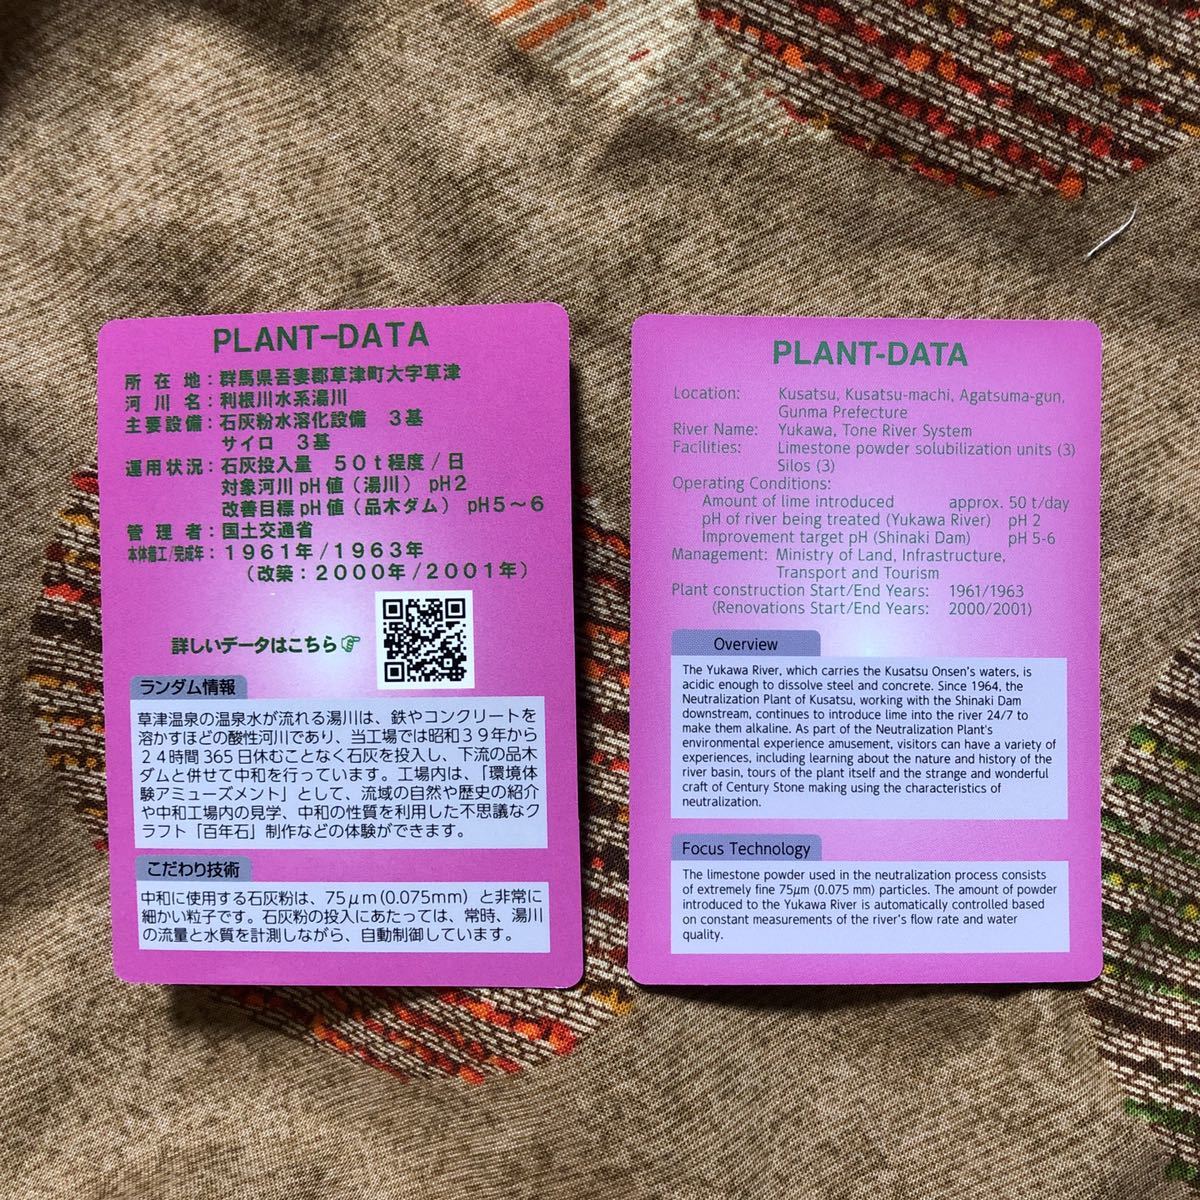 PLANT-DATA
所在地：群馬県吾妻郡草津町大字草津
河川名：利根川水系湯川
主要設備：石灰粉水溶化設備 3基
サイロ 3基
運用状況：石灰投入量 50t程度/日
対象河川pH値（湯川） pH2
改善目標pH値（品木ダム） pH5～6
管理者：国土交通省
本体着工/完成年：1961年/1963年
（改築：2000年/2001年）
詳しいデータはこちら☞
ランダム情報
草津温泉の温泉水が流れる湯川は、鉄やコンクリートを
溶かすほどの酸性河川であり、当工場では昭和39年から
24時間365日休むことなく石灰を投入し、下流の品木
ダムと併せて中和を行っています。工場内は、「環境体
験アミューズメント」として、流域の自然や歴史の紹介
や中和工場内の見学、中和の性質を利用した不思議なク
ラフト「百年石」制作などの体験ができます。
こだわり技術
中和に使用する石灰粉は、75μm(0.075mm) と非常に
細かい粒子です。石灰粉の投入にあたっては、常時、湯川
の流量と水質を計測しながら、自動制御しています。
PLANT-DATA
Location: Kusatsu, Kusatsu-machi, Agatsuma-gun,
Gunma Prefecture
River Name: Yukawa, Tone River System
Facilities: Limestone powder solubilization units (3)
Silos (3)
Operating Conditions:
Amount of lime introduced approx. 50 t/day
pH of river being treated (Yukawa River) pH 2
Improvement target pH (Shinaki Dam) pH 5-6
Management: Ministry of Land, Infrastructure,
Transport and Tourism
Plant construction Start/End Years: 1961/1963
(Renovations Start/End Years: 2000/2001)
Overview
The Yukawa River, which carries the Kusatsu Onsen's waters, is
acidic enough to dissolve steel and concrete. Since 1964, the
Neutralization Plant of Kusatsu, working with the Shinaki Dam
downstream, continues to introduce lime into the river 24/7 to
make them alkaline. As part of the Neutralization Plant's
environmental experience amusement, visitors can have a variety of
experiences, including learning about the nature and history of the
river basin, tours of the plant itself and the strange and wonderful
craft of Century Stone making using the characteristics of
neutralization.
Focus Technology
The limestone powder used in the neutralization process consists
of extremely fine 75μm (0.075 mm) particles. The amount of powder
introduced to the Yukawa River is automatically controlled based
on constant measurements of the river's flow rate and water
quality.